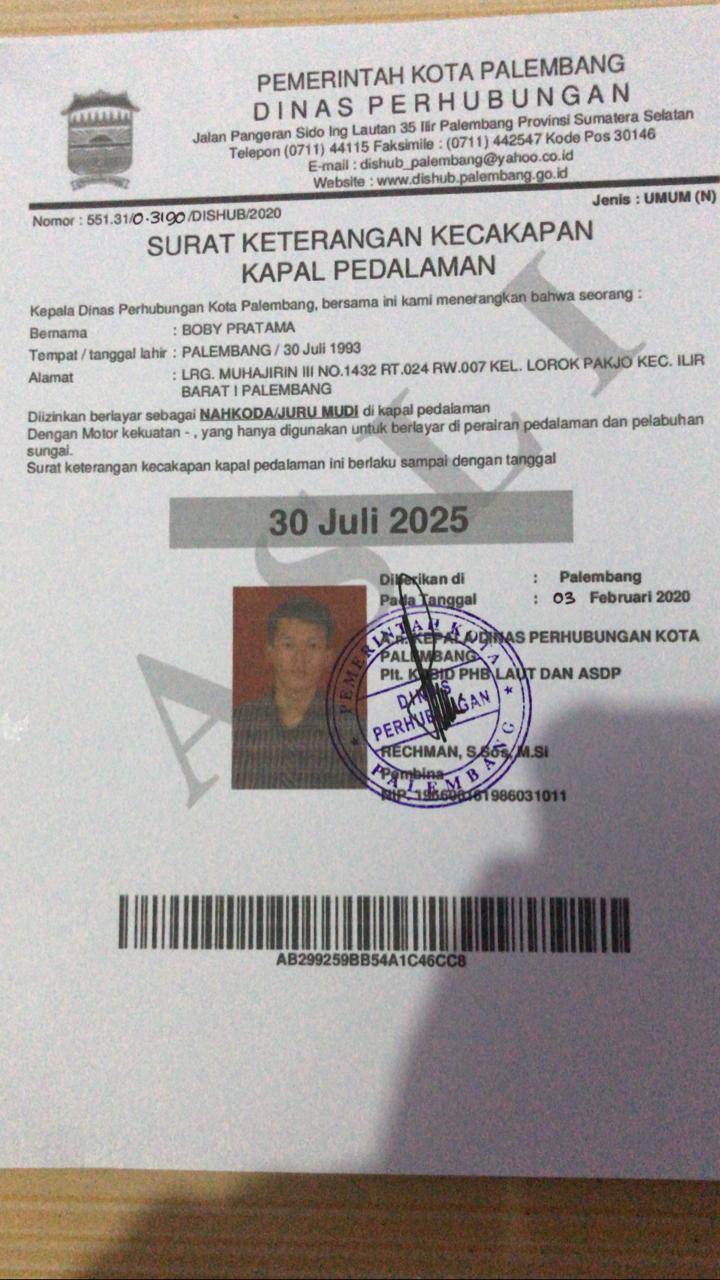 PEMERINTAH KOTA PALEMBANG
DINAS PERHUBUNGAN
Jalan Pangeran Sido Ing Lautan 35 Ilir Palembang Provinsi Sumatera Selatan
Telepon (0711) 44115 Faksimile : (0711) 442547 Kode Pos 30146
E-mail : dishub_palembang@yahoo.co.id
Website : www.dishub.palembang.go.id
Jenis : UMUM (N)
Nomor : 551.31/0-3190/DISHUB/2020
SURAT KETERANGAN KECAKAPAN
KAPAL PEDALAMAN
Kepala Dinas Perhubungan Kota Palembang, bersama ini kami menerangkan bahwa seorang :
Bernama : BOBY PRATAMA
Tempat / tanggal lahir : PALEMBANG / 30 Juli 1993
Alamat : LRG. MUHAJIRIN III NO.1432 RT.024 RW.007 KEL. LOROK PAKJO KEC. ILIR
BARAT I PALEMBANG
Diizinkan berlayar sebagai NAHKODA/JURU MUDI di kapal pedalaman
Dengan Motor kekuatan - , yang hanya digunakan untuk berlayar di perairan pedalaman dan pelabuhan
sungai.
Surat keterangan kecakapan kapal pedalaman ini berlaku sampai dengan tanggal
30 Juli 2025
ASLI
Diberikan di : Palembang
Pada Tanggal : 03 Februari 2020
KEPALA DINAS PERHUBUNGAN KOTA
PALEMBANG
Plt. KABID PHB LAUT DAN ASDP
PEMERINTAH KOTA
DINAS
PERHUBUNGAN
PALEMBANG
RECHMAN, S.Sos, M.Si
Pembina
NIP.
AB299259BB54A1C46CC8